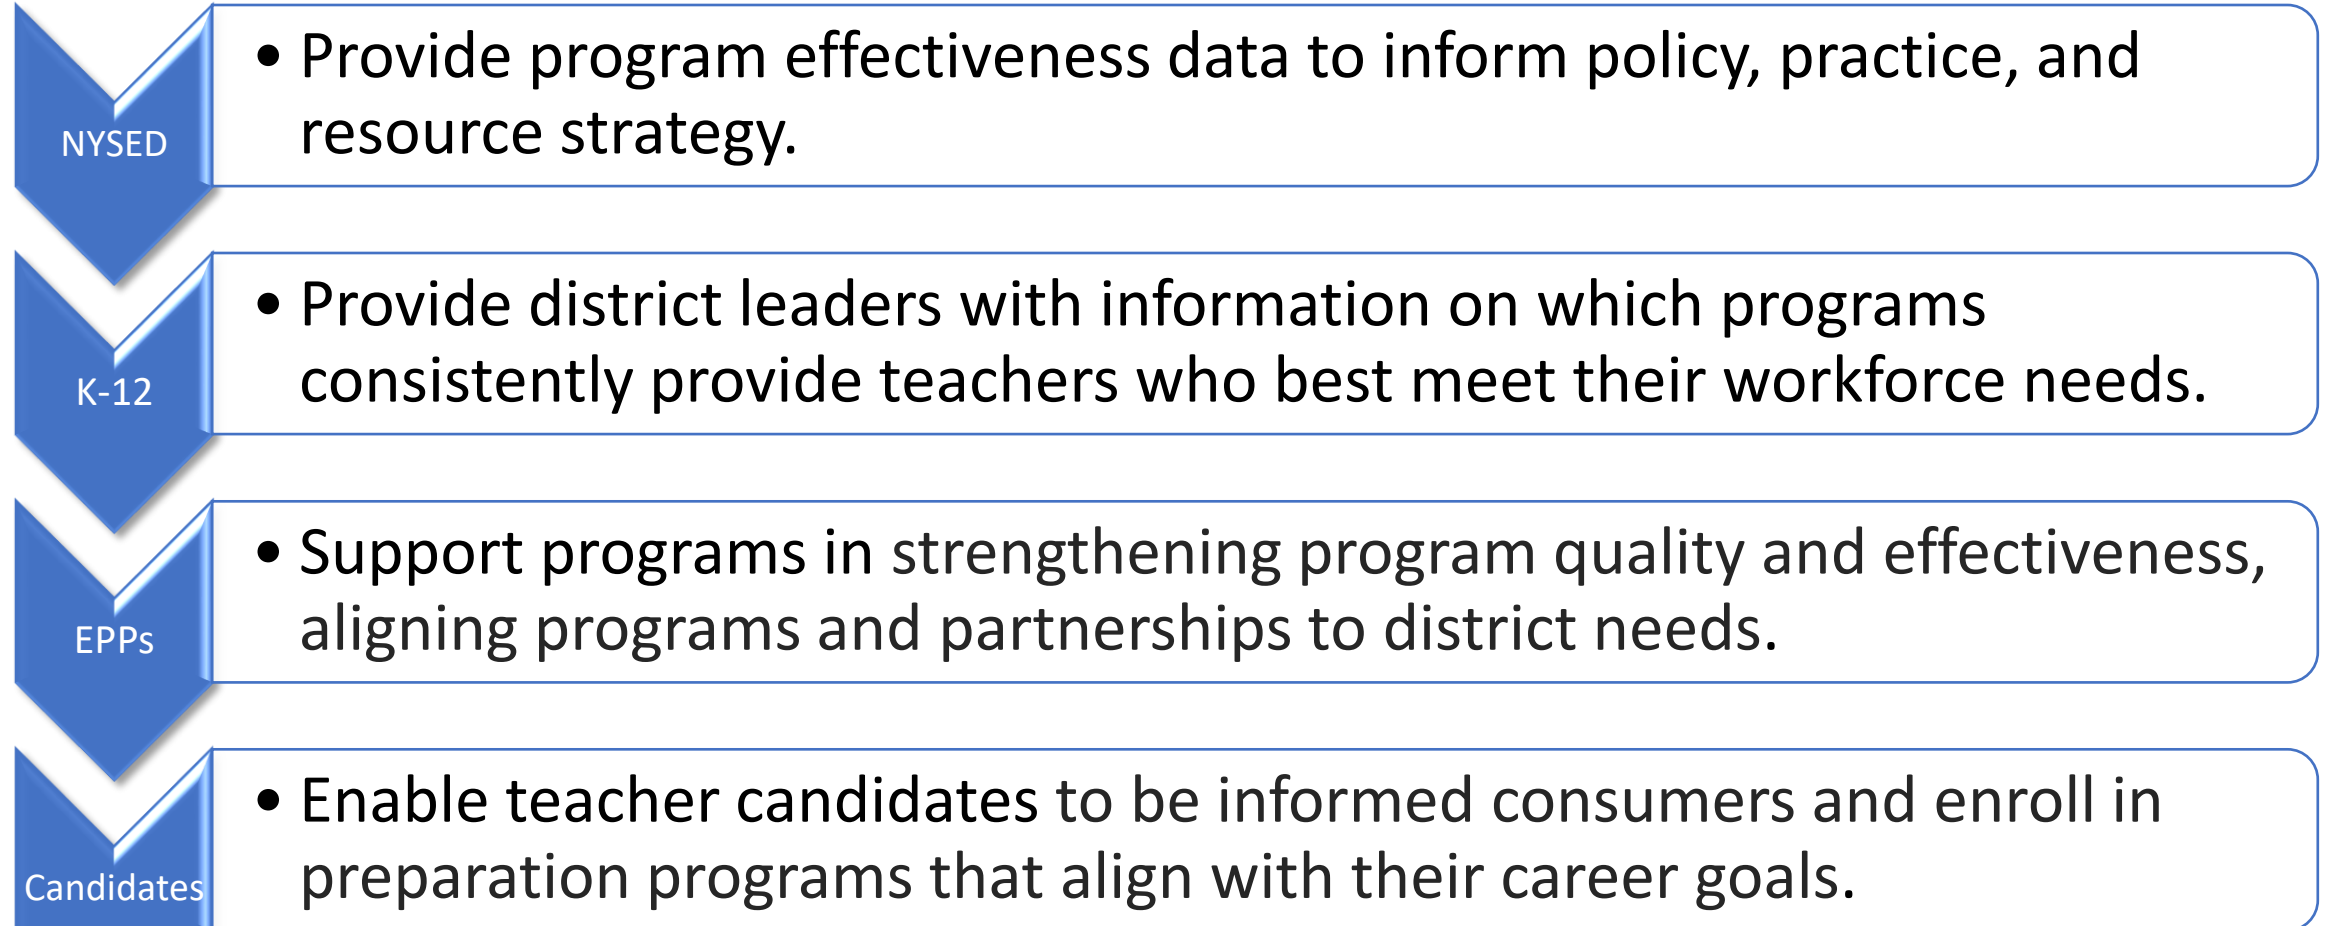 NYSED
• Provide program effectiveness data to inform policy, practice, and
resource strategy.
K-12
• Provide district leaders with information on which programs
consistently provide teachers who best meet their workforce needs.
EPPs
• Support programs in strengthening program quality and effectiveness,
aligning programs and partnerships to district needs.
Candidates
• Enable teacher candidates to be informed consumers and enroll in
preparation programs that align with their career goals.